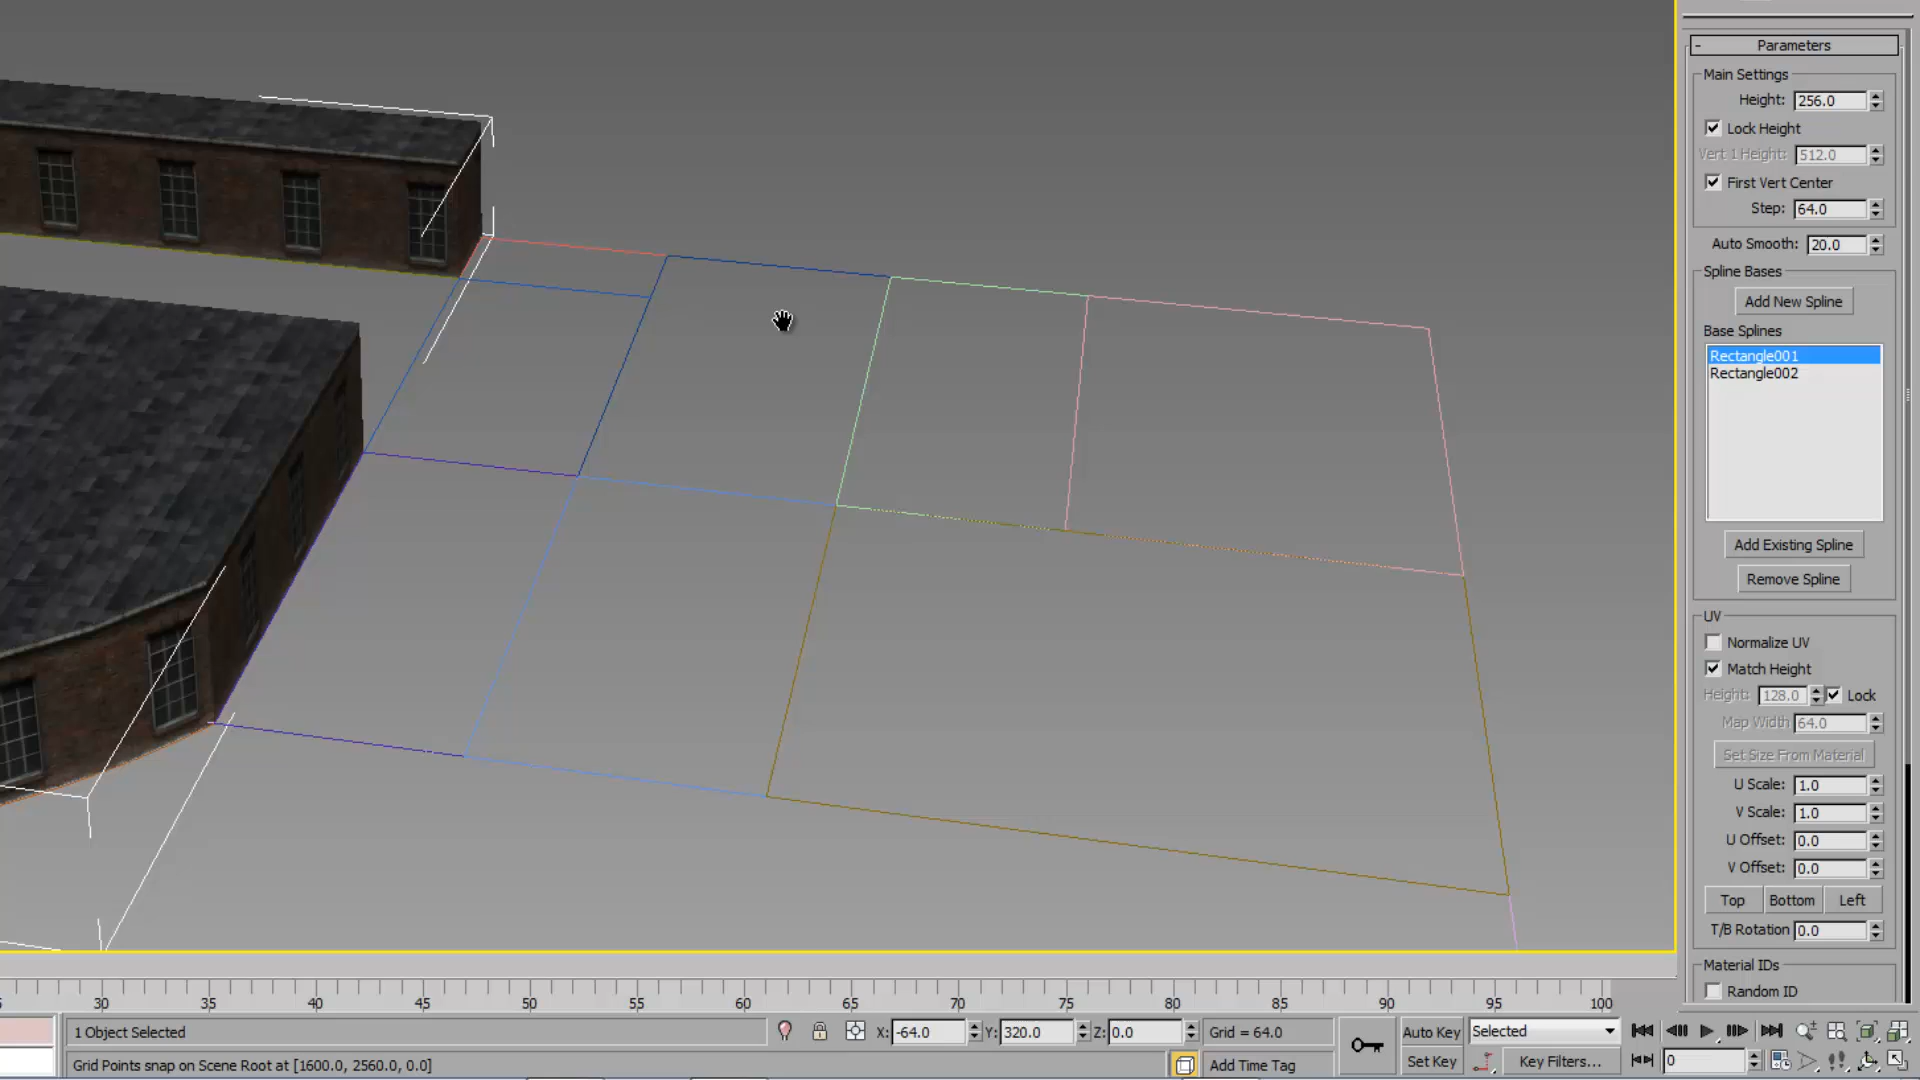 - Parameters
Main Settings
Height: 256.0
Lock Height
Vert 1 Height: 512.0
First Vert Center
Step: 64.0
Auto Smooth: 20.0
Spline Bases
Add New Spline
Base Splines
Rectangle001
Rectangle002
Add Existing Spline
Remove Spline
UV
Normalize UV
Match Height
Height: 128.0 Lock
Map Width 64.0
Set Size From Material
U Scale: 1.0
V Scale: 1.0
U Offset: 0.0
V Offset: 0.0
Top Bottom Left
T/B Rotation 0.0
Material IDs
Random ID
30 35 40 45 50 55 60 65 70 75 80 85 90 95 100
1 Object Selected X: -64.0 Y: 320.0 Z: 0.0 Grid = 64.0 Auto Key Selected
Grid Points snap on Scene Root at [1600.0, 2560.0, 0.0] Add Time Tag Set Key Key Filters... 0